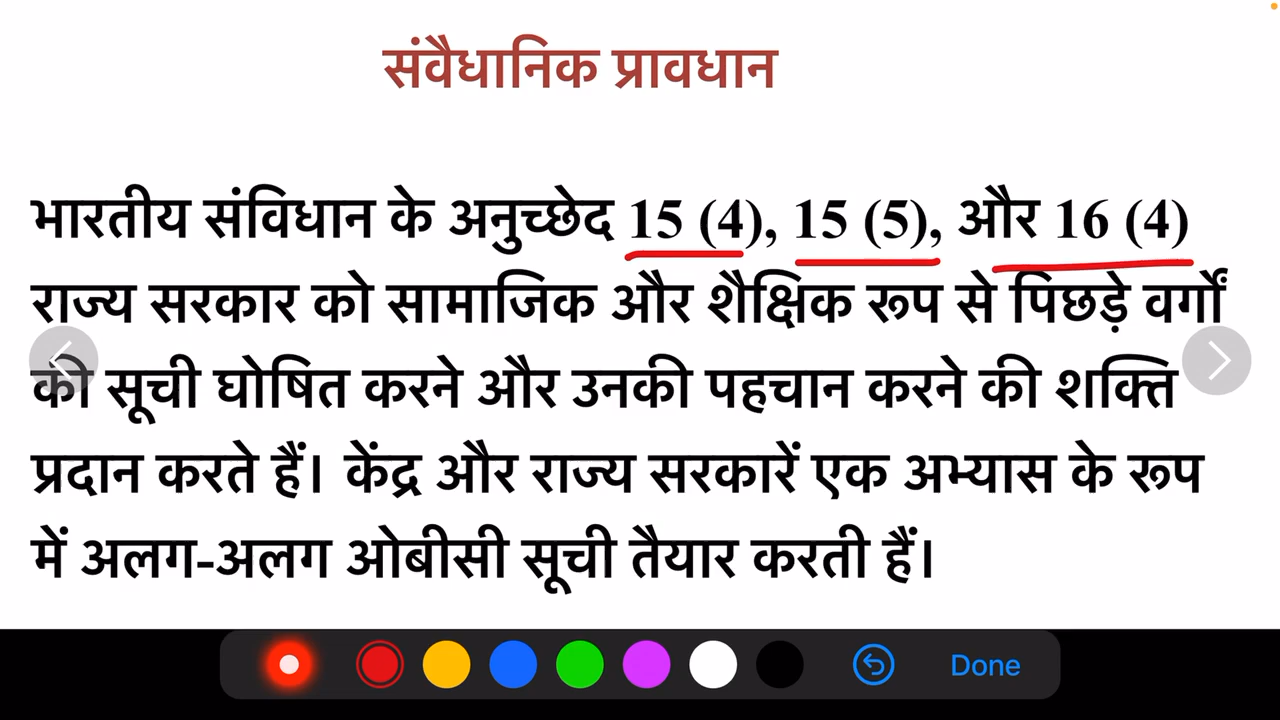 संवैधानिक प्रावधान
भारतीय संविधान के अनुच्छेद 15 (4), 15 (5), और 16 (4)
राज्य सरकार को सामाजिक और शैक्षिक रूप से पिछड़े वर्गों
की सूची घोषित करने और उनकी पहचान करने की शक्ति
प्रदान करते हैं। केंद्र और राज्य सरकारें एक अभ्यास के रूप
में अलग-अलग ओबीसी सूची तैयार करती हैं।
Done